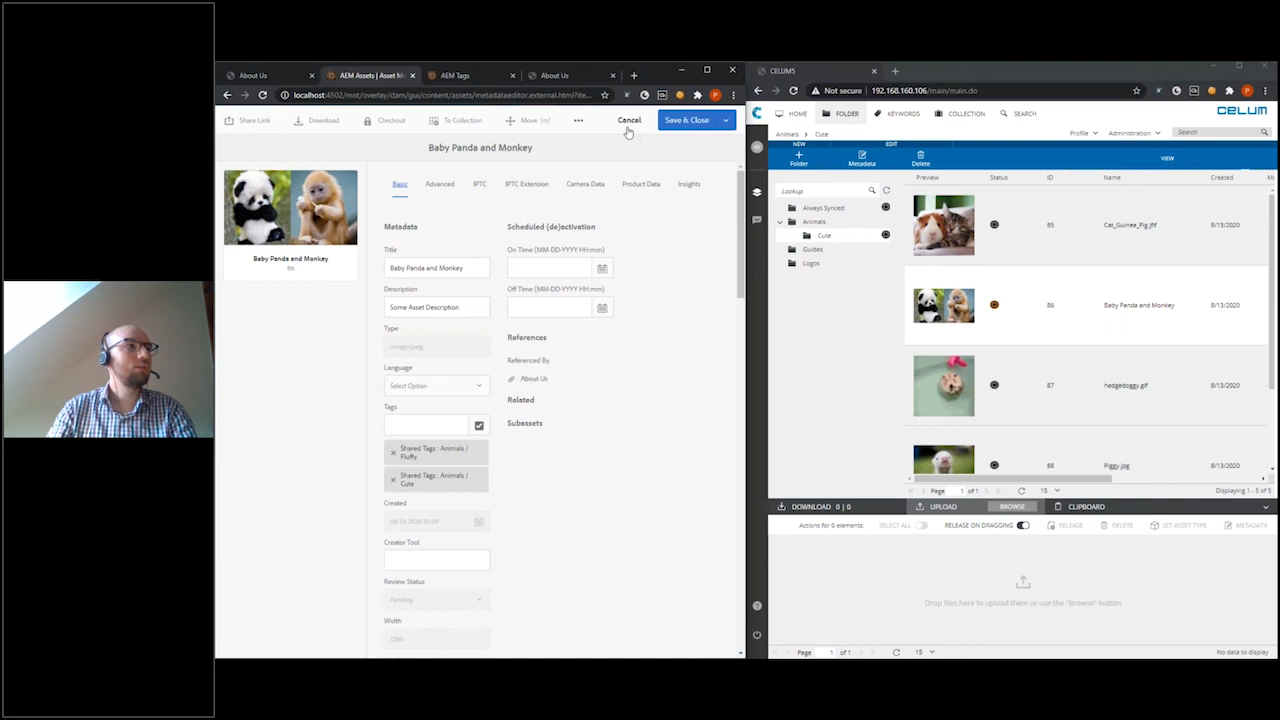 About Us
AEM Assets | Asset M
AEM Tags
About Us
localhost:4502/mnt/overlay/dam/gui/content/assets/metadataeditor.external.html?ite
Share Link
Download
Checkout
To Collection
Move (m)
Cancel
Save & Close
Baby Panda and Monkey
Baby Panda and Monkey
86
Basic
Advanced
IPTC
IPTC Extension
Camera Data
Product Data
Insights
Metadata
Title
Baby Panda and Monkey
Description
Some Asset Description
Type
image/jpeg
Language
Select Option
Tags
Shared Tags : Animals /
Fluffy
Shared Tags : Animals /
Cute
Created
Creator Tool
Review Status
Pending
Width
1280
Scheduled (de)activation
On Time (MM-DD-YYYY HH:mm)
Off Time (MM-DD-YYYY HH:mm)
References
Referenced By
About Us
Related
Subassets
CELUM5
Not secure
192.168.160.106/main/main.do
HOME
FOLDER
KEYWORDS
COLLECTION
SEARCH
CELUM
Animals > Cute
Profile
Administration
Search
NEW
EDIT
Folder
Metadata
Delete
VIEW
Lookup
Always Synced
Animals
Cute
Guides
Logos
Preview
Status
ID
Name
Created
85
Cat_Guinea_Pig.jfif
8/13/2020
86
Baby Panda and Monkey
8/13/2020
87
hedgedoggy.gif
8/13/2020
88
Piggy.jpg
8/13/2020
Page 1 of 1
15
Displaying 1 - 5 of 5
DOWNLOAD 0 | 0
UPLOAD
BROWSE
CLIPBOARD
Actions for 0 elements:
SELECT ALL
RELEASE ON DRAGGING
RELEASE
DELETE
SET ASSET TYPE
METADATA
Drop files here to upload them or use the "Browse" button
Page 1 of 1
15
No data to display